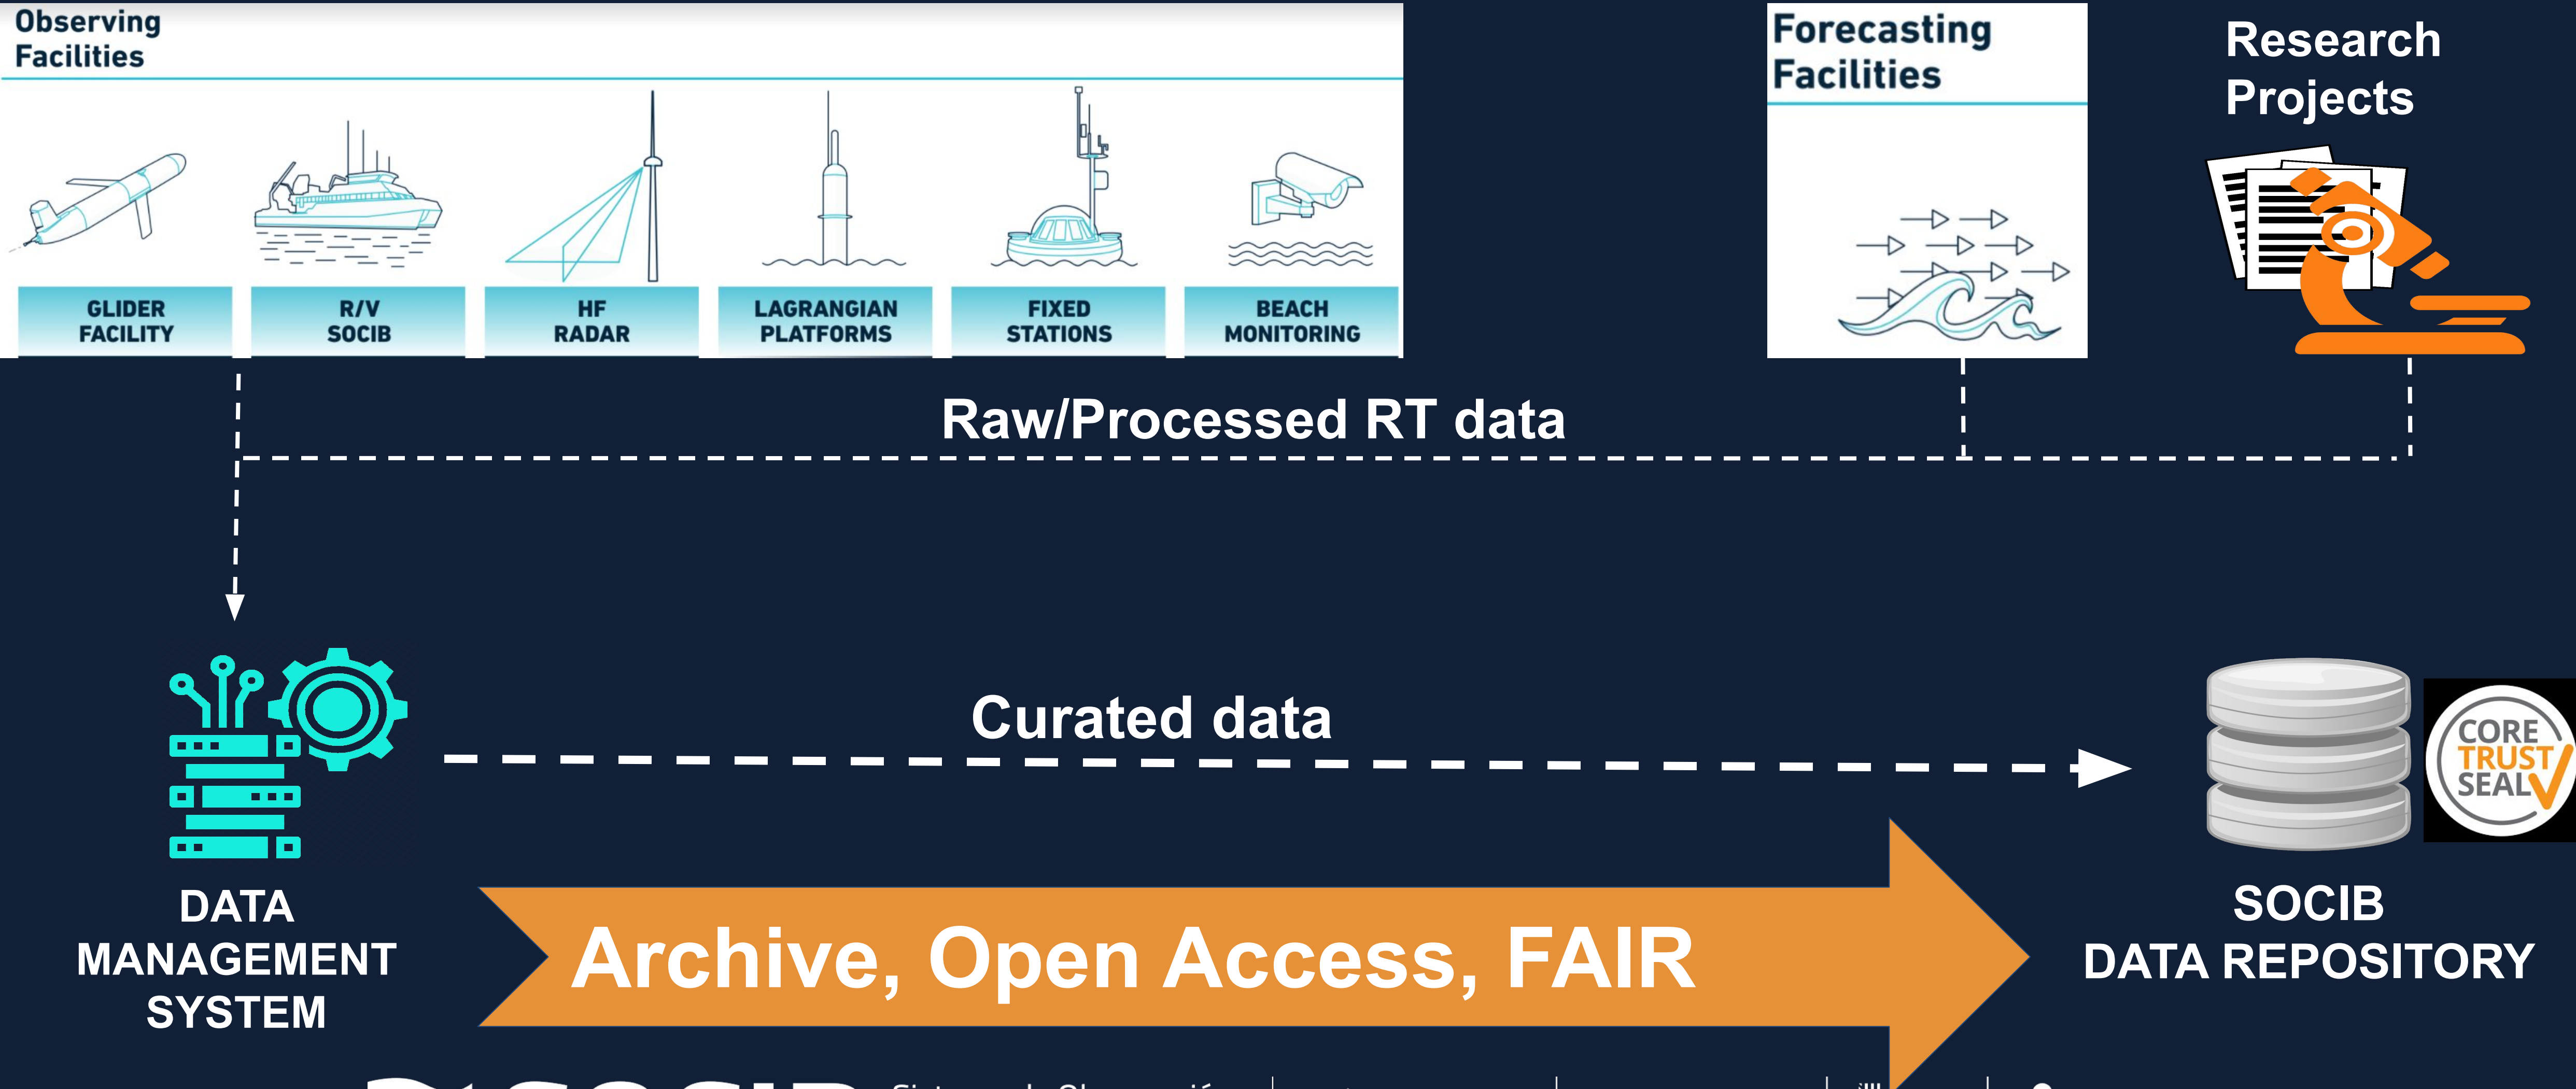 Observing
Facilities
GLIDER
FACILITY
R/V
SOCIB
HF
RADAR
LAGRANGIAN
PLATFORMS
FIXED
STATIONS
BEACH
MONITORING
Forecasting
Facilities
Research
Projects
Raw/Processed RT data
Curated data
CORE
TRUST
SEAL
DATA
MANAGEMENT
SYSTEM
Archive, Open Access, FAIR
SOCIB
DATA REPOSITORY
SOCIB